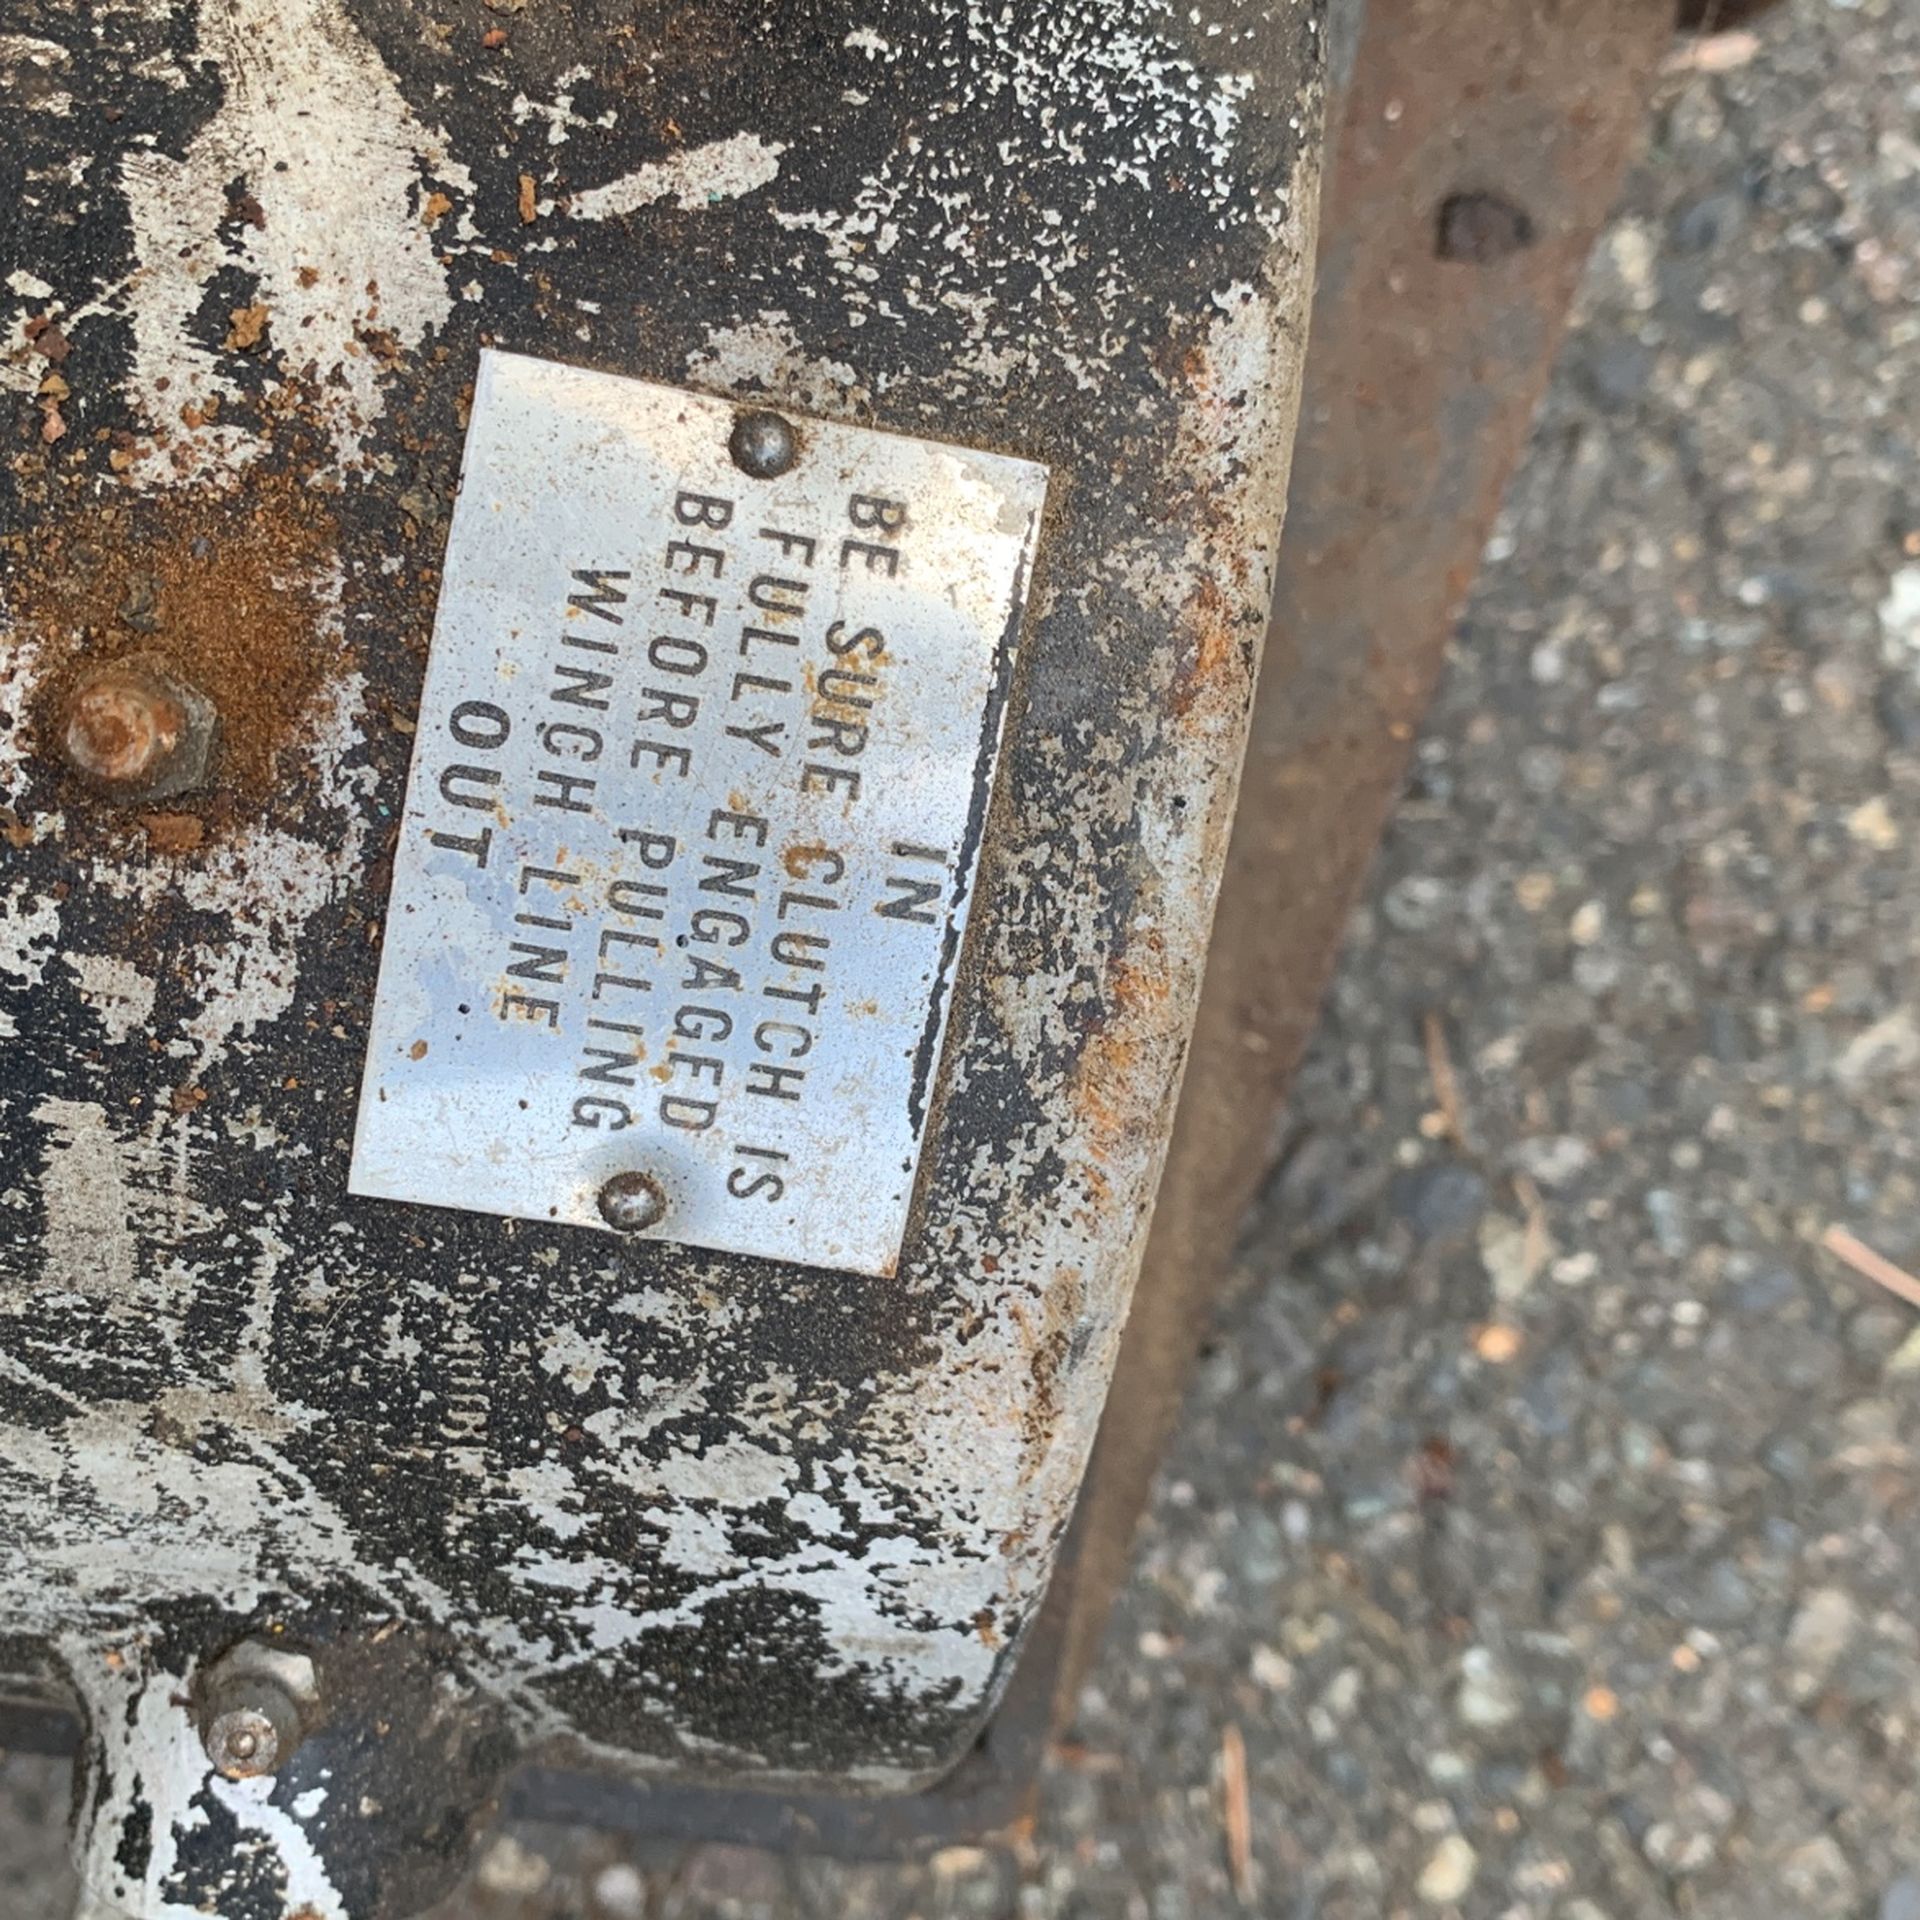 IN
BE SURE CLUTCH IS
FULLY ENGAGED
BEFORE PULLING
WINCH LINE
OUT